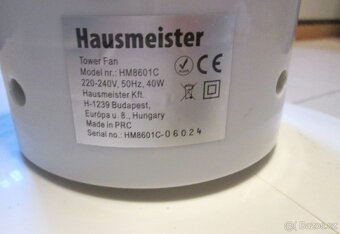 Hausmeister
Tower Fan
Model nr.: HM8601C
220-240V, 50Hz, 40W
Hausmeister Kft.
H-1239 Budapest,
Európa u. 8., Hungary
Made in PRC
Serial no.: HM8601C-06024
CE